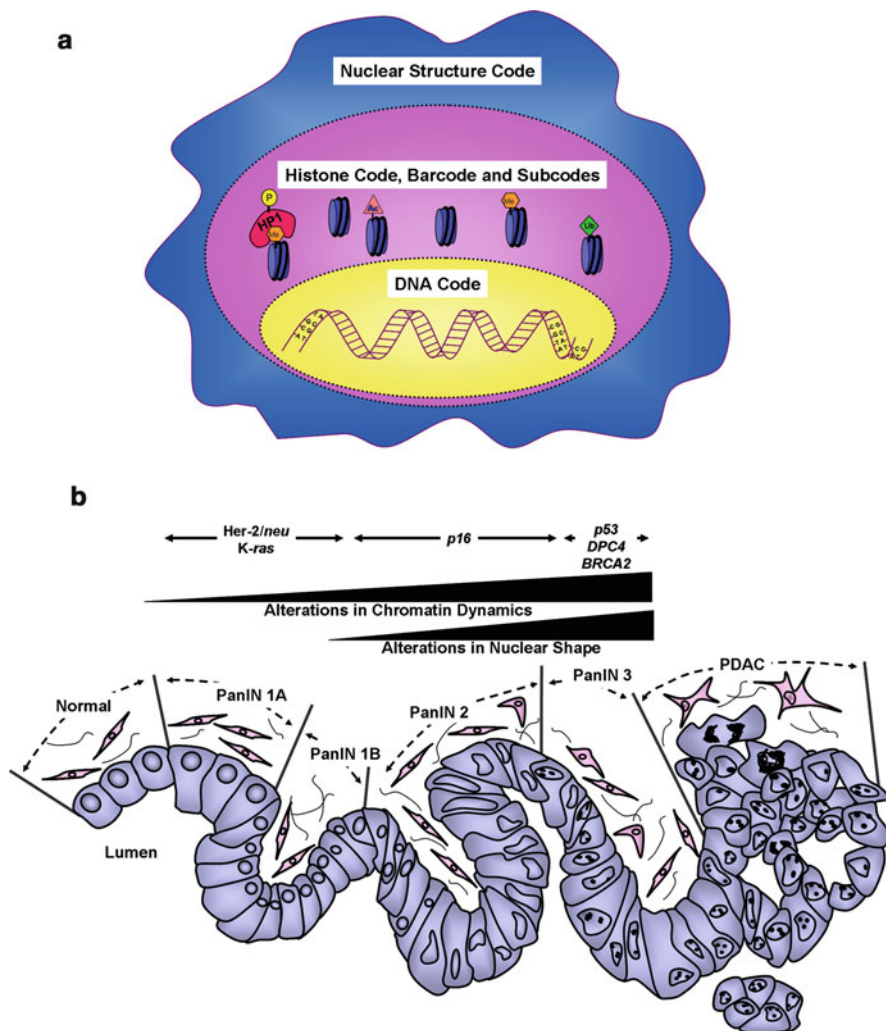 a
Nuclear Structure Code
Histone Code, Barcode and Subcodes
P
HP1
Me
Ac
Me
Ub
DNA Code
b
Her-2/neu
K-ras
p16
p53
DPC4
BRCA2
Alterations in Chromatin Dynamics
Alterations in Nuclear Shape
Normal
PanIN 1A
PanIN 1B
PanIN 2
PanIN 3
PDAC
Lumen